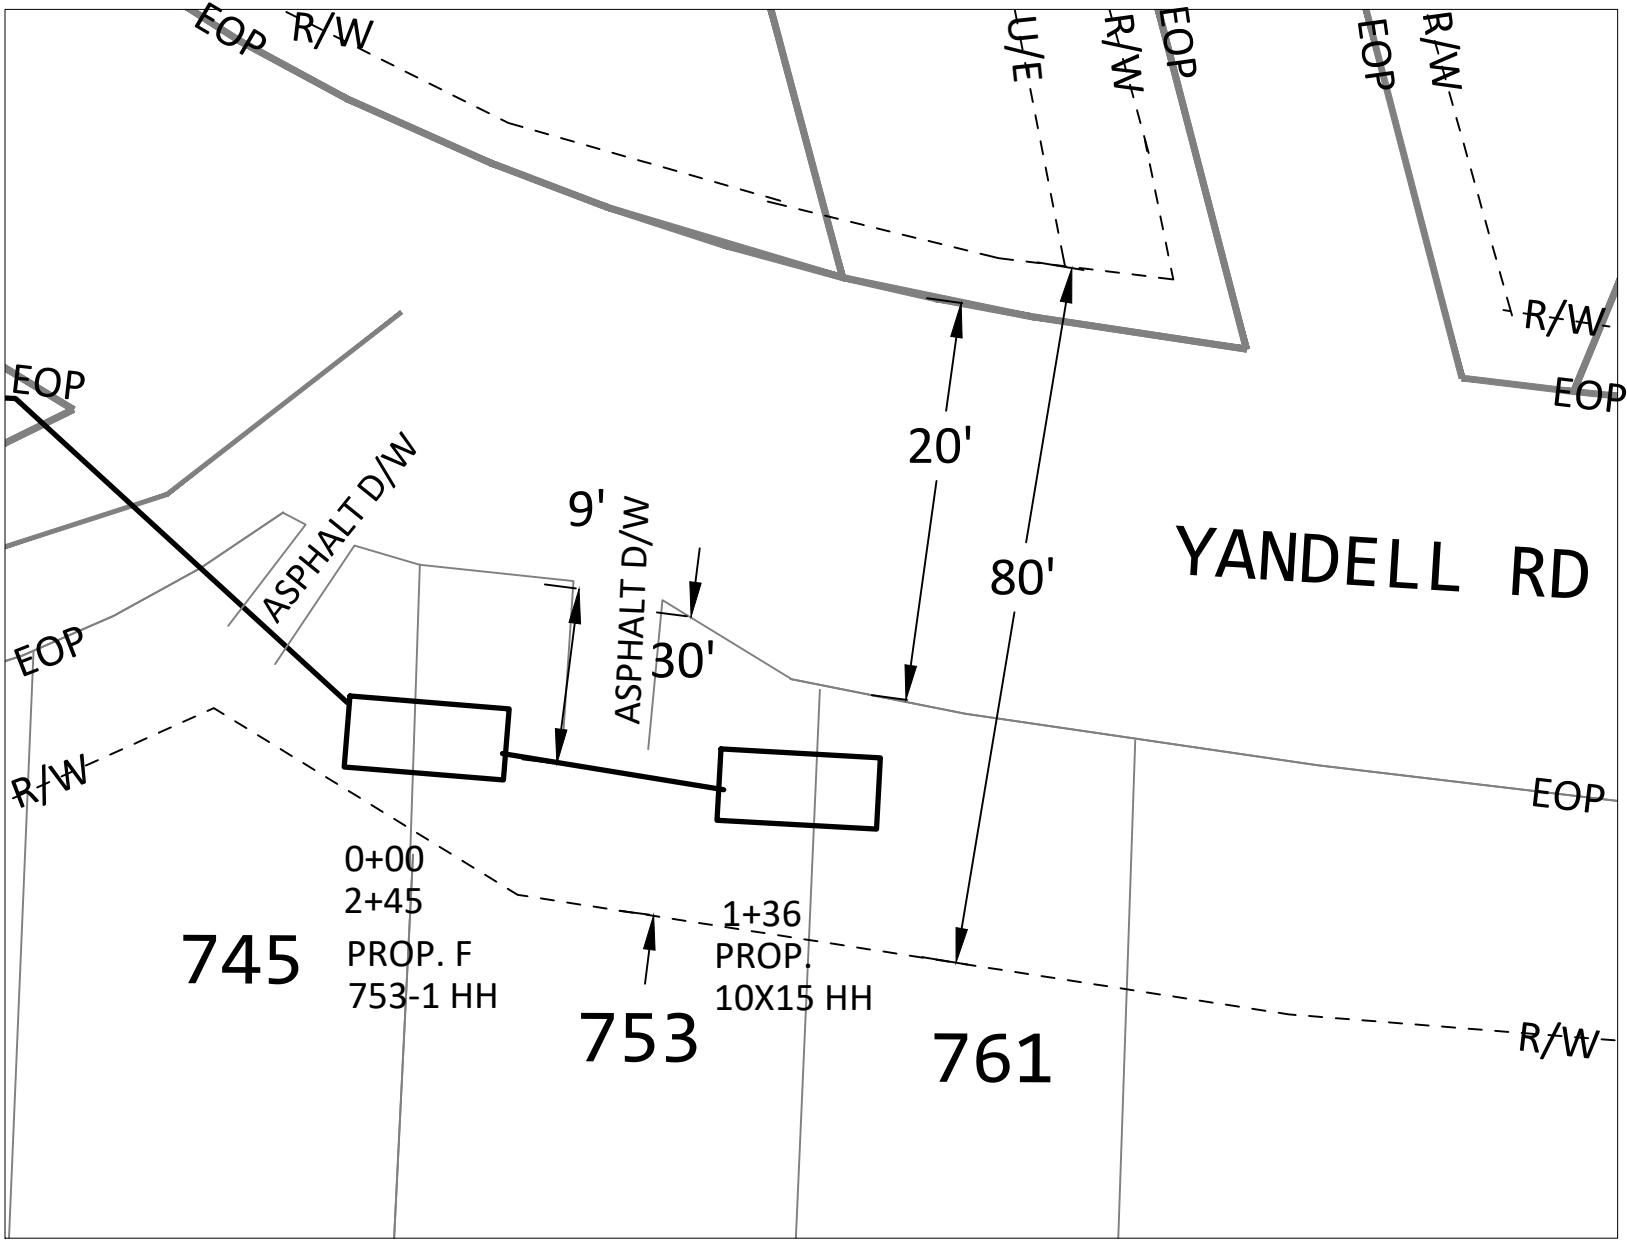 EOP
R/W
U/E
R/W
EOP
EOP
R/W
R/W
EOP
EOP
ASPHALT D/W
20'
9'
ASPHALT D/W
80'
YANDELL RD
EOP
30'
R/W
EOP
0+00
2+45
PROP. F
753-1 HH
1+36
PROP.
10X15 HH
745
753
761
R/W